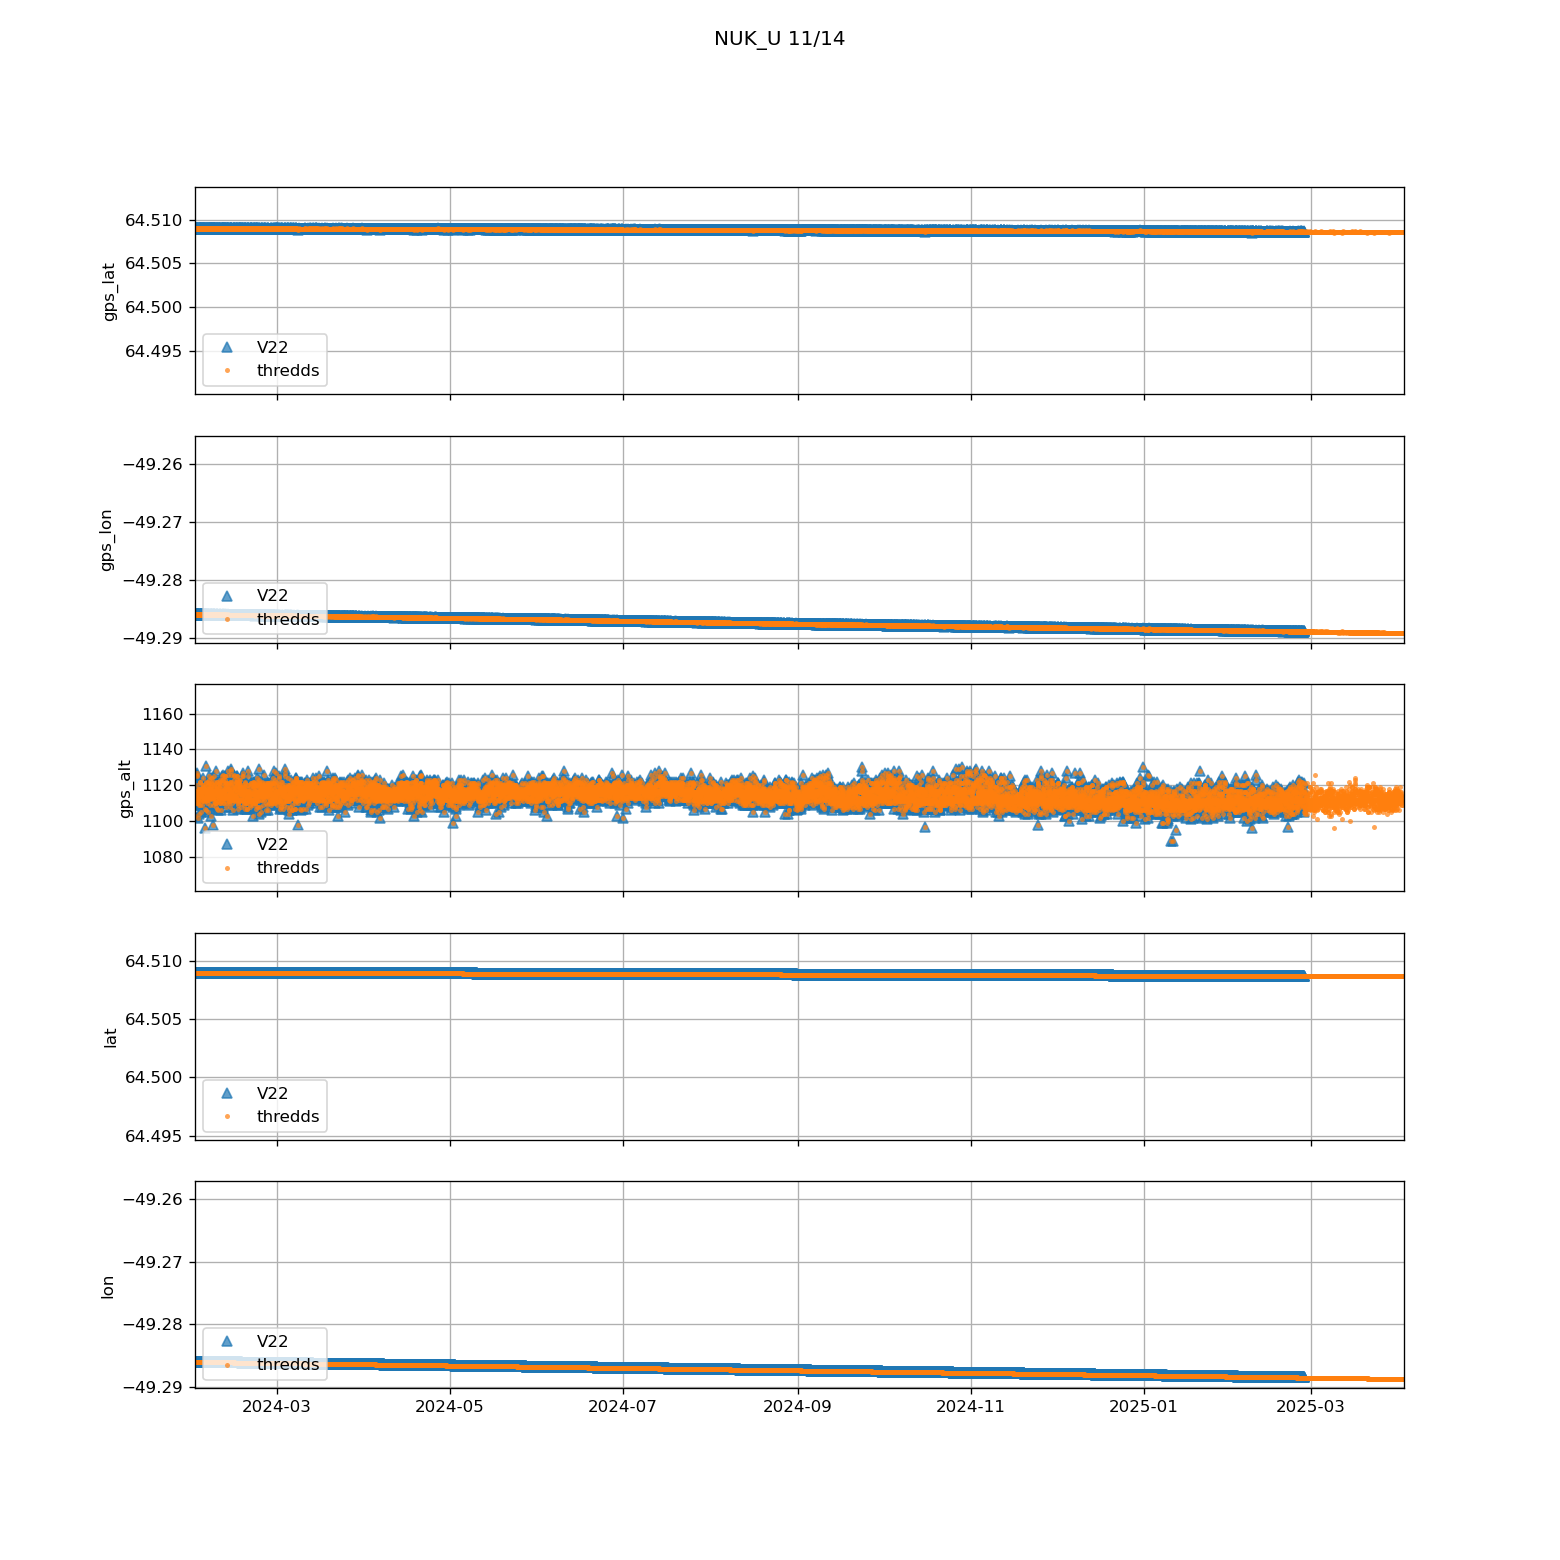 NUK_U 11/14
64.510
64.505
64.500
64.495
gps_lat
V22
thredds
−49.26
−49.27
−49.28
−49.29
gps_lon
V22
thredds
1160
1140
1120
1100
1080
gps_alt
V22
thredds
64.510
64.505
64.500
64.495
lat
V22
thredds
−49.26
−49.27
−49.28
−49.29
lon
V22
thredds
2024-03 2024-05 2024-07 2024-09 2024-11 2025-01 2025-03